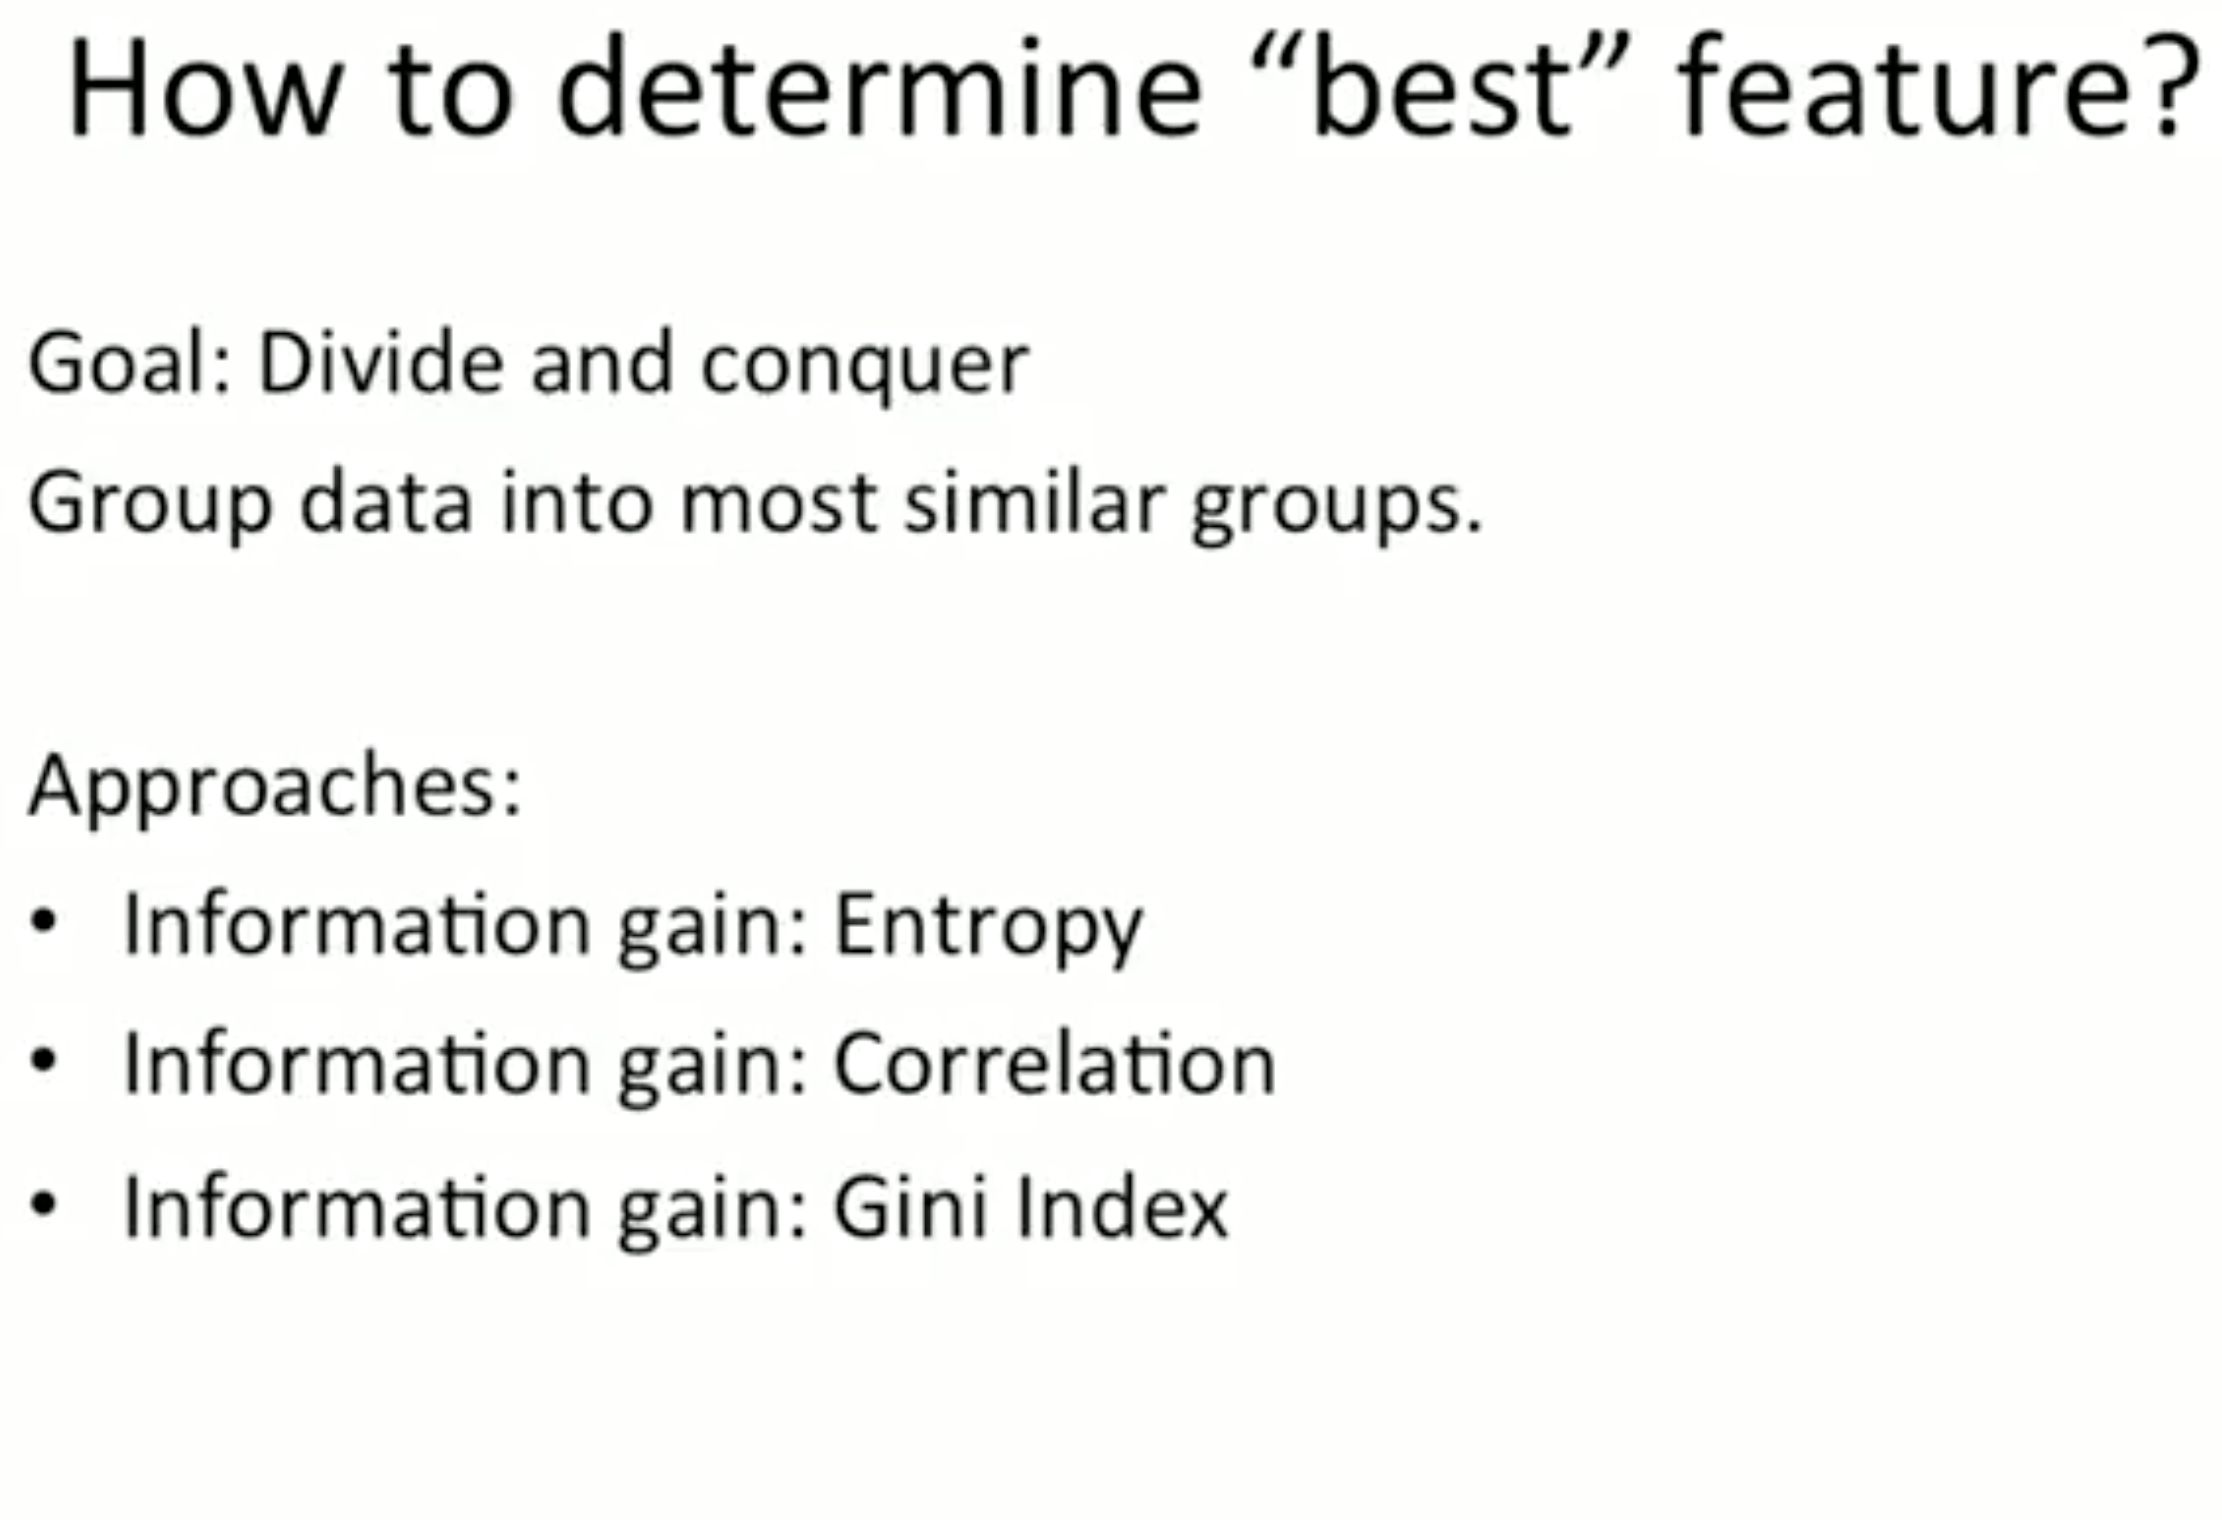 How to determine “best” feature?
Goal: Divide and conquer
Group data into most similar groups.
Approaches:
• Information gain: Entropy
• Information gain: Correlation
• Information gain: Gini Index